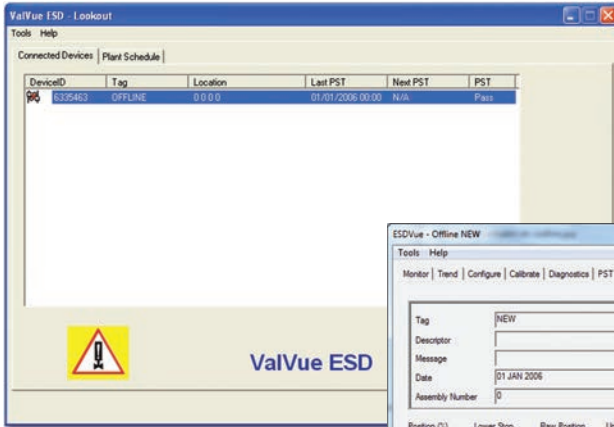 ValVue ESD - Lookout
Tools Help
Connected Devices Plant Schedule
DeviceID Tag Location Last PST Next PST PST
6335463 OFFLINE 0 0 0 0 01/01/2006 00:00 N/A Pass
ValVue ESD
ESDVue - Offline NEW
Tools Help
Monitor Trend Configure Calibrate Diagnostics PST
Tag NEW
Descriptor
Message
Date 01 JAN 2006
Assembly Number 0
Position (%) Lower Stop Raw Position